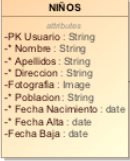 NIÑOS
attributes
-PK Usuario : String
-* Nombre : String
-* Apellidos : String
-* Direccion : String
-Fotografia : Image
-* Poblacion : String
-* Fecha Nacimiento : date
-* Fecha Alta : date
-Fecha Baja : date